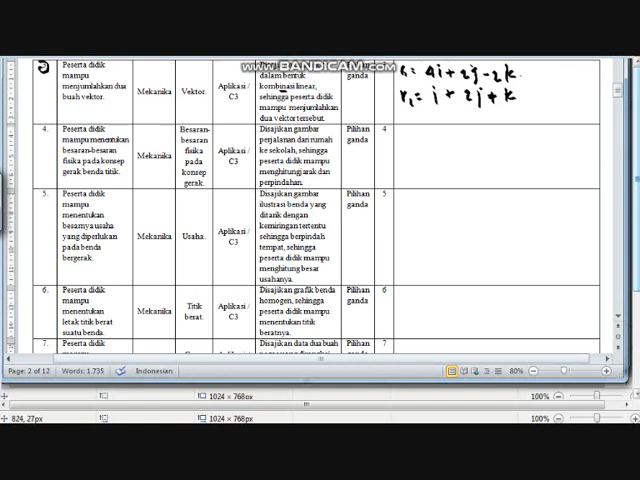 www.BANDICAM.com
3
Peserta didik
mampu
menjumlahkan dua
buah vektor.
Mekanika
Vektor.
Aplikasi /
C3
dalam bentuk
kombinasi linear,
sehingga peserta didik
mampu menjumlahkan
dua vektor tersebut.
Pilihan
ganda
= 4i + 2j - 2k.
r₁ = i + 2j + k
4.
Peserta didik
mampu menentukan
besaran-besaran
fisika pada konsep
gerak benda titik.
Mekanika
Besaran-
besaran
fisika
pada
konsep
gerak.
Aplikasi /
C3
Disajikan gambar
perjalanan dari rumah
ke sekolah, sehingga
peserta didik mampu
menghitung jarak dan
perpindahan.
Pilihan
ganda
4
5.
Peserta didik
mampu
menentukan
besarnya usaha
yang diperlukan
pada benda
bergerak.
Mekanika
Usaha.
Aplikasi /
C3
Disajikan gambar
ilustrasi benda yang
ditarik dengan
kemiringan tertentu
sehingga berpindah
tempat, sehingga
peserta didik mampu
menghitung besar
usahanya.
Pilihan
ganda
5
6.
Peserta didik
mampu
menentukan
letak titik berat
suatu benda.
Mekanika
Titik
berat.
Aplikasi /
C3
Disajikan grafik benda
homogen, sehingga
peserta didik mampu
menentukan titik
beratnya.
Pilihan
ganda
6
7.
Peserta didik
Aplikasi /
Disajikan data dua buah
Pilihan
7
Page: 2 of 12 Words: 1.735 Indonesian 80%
1024 × 768px 1024 × 768px 100%
824, 27px 1024 × 768px 1024 × 768px 100%